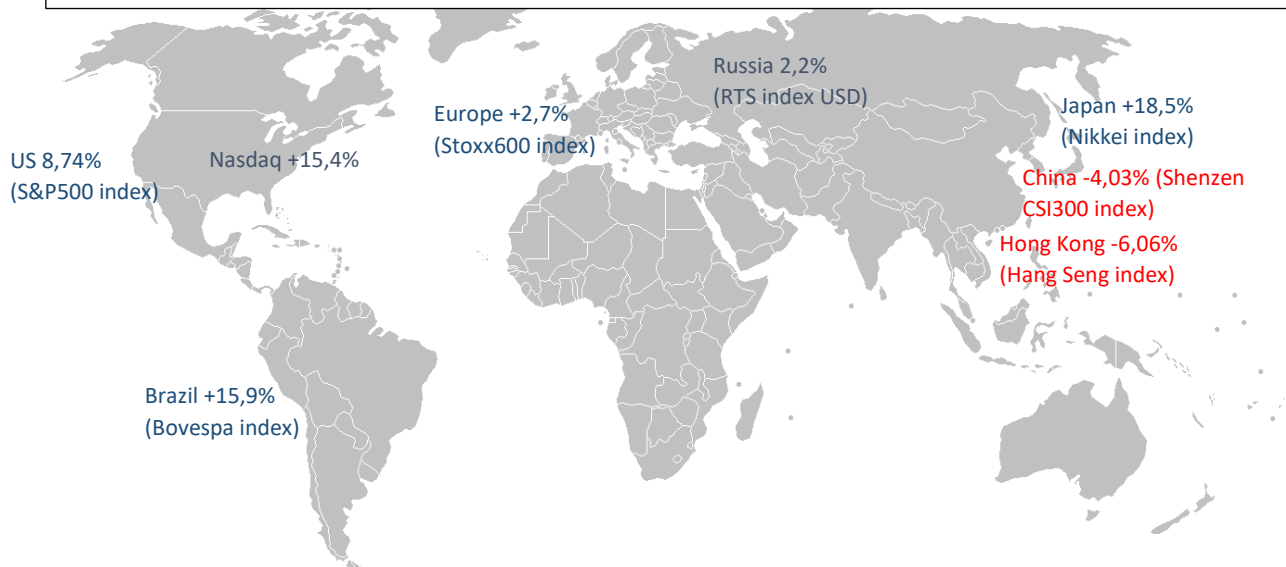 Russia 2,2%
(RTS index USD)
Europe +2,7%
(Stoxx600 index)
Japan +18,5%
(Nikkei index)
US 8,74%
(S&P500 index)
Nasdaq +15,4%
China -4,03% (Shenzen
CSI300 index)
Hong Kong -6,06%
(Hang Seng index)
Brazil +15,9%
(Bovespa index)